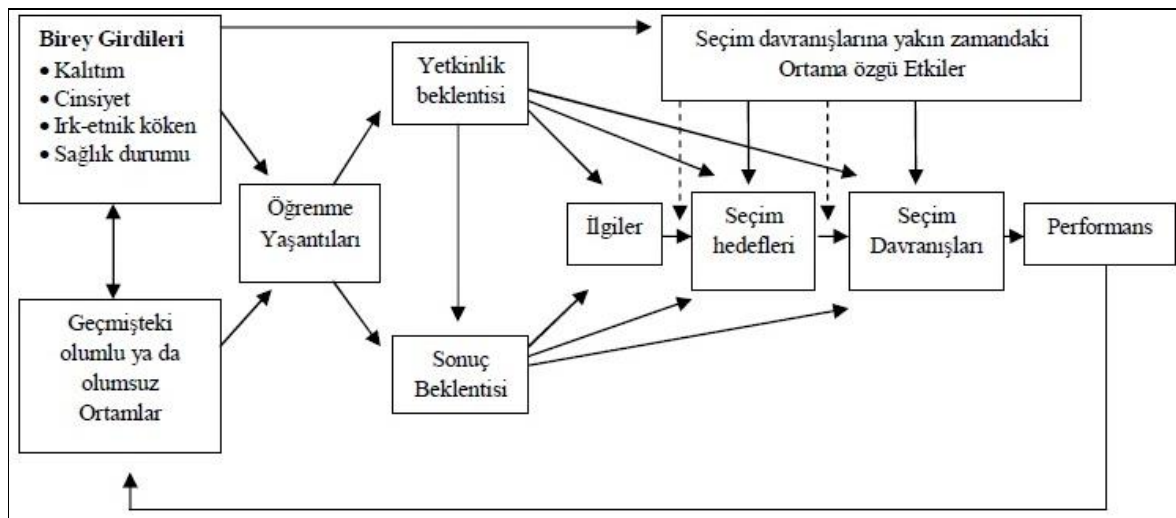 Birey Girdileri
• Kalıtım
• Cinsiyet
• Irk-etnik köken
• Sağlık durumu
Geçmişteki
olumlu ya da
olumsuz
Ortamlar
Öğrenme
Yaşantıları
Yetkinlik
beklentisi
Sonuç
Beklentisi
Seçim davranışlarına yakın zamandaki
Ortama özgü Etkiler
İlgiler
Seçim
hedefleri
Seçim
Davranışları
Performans